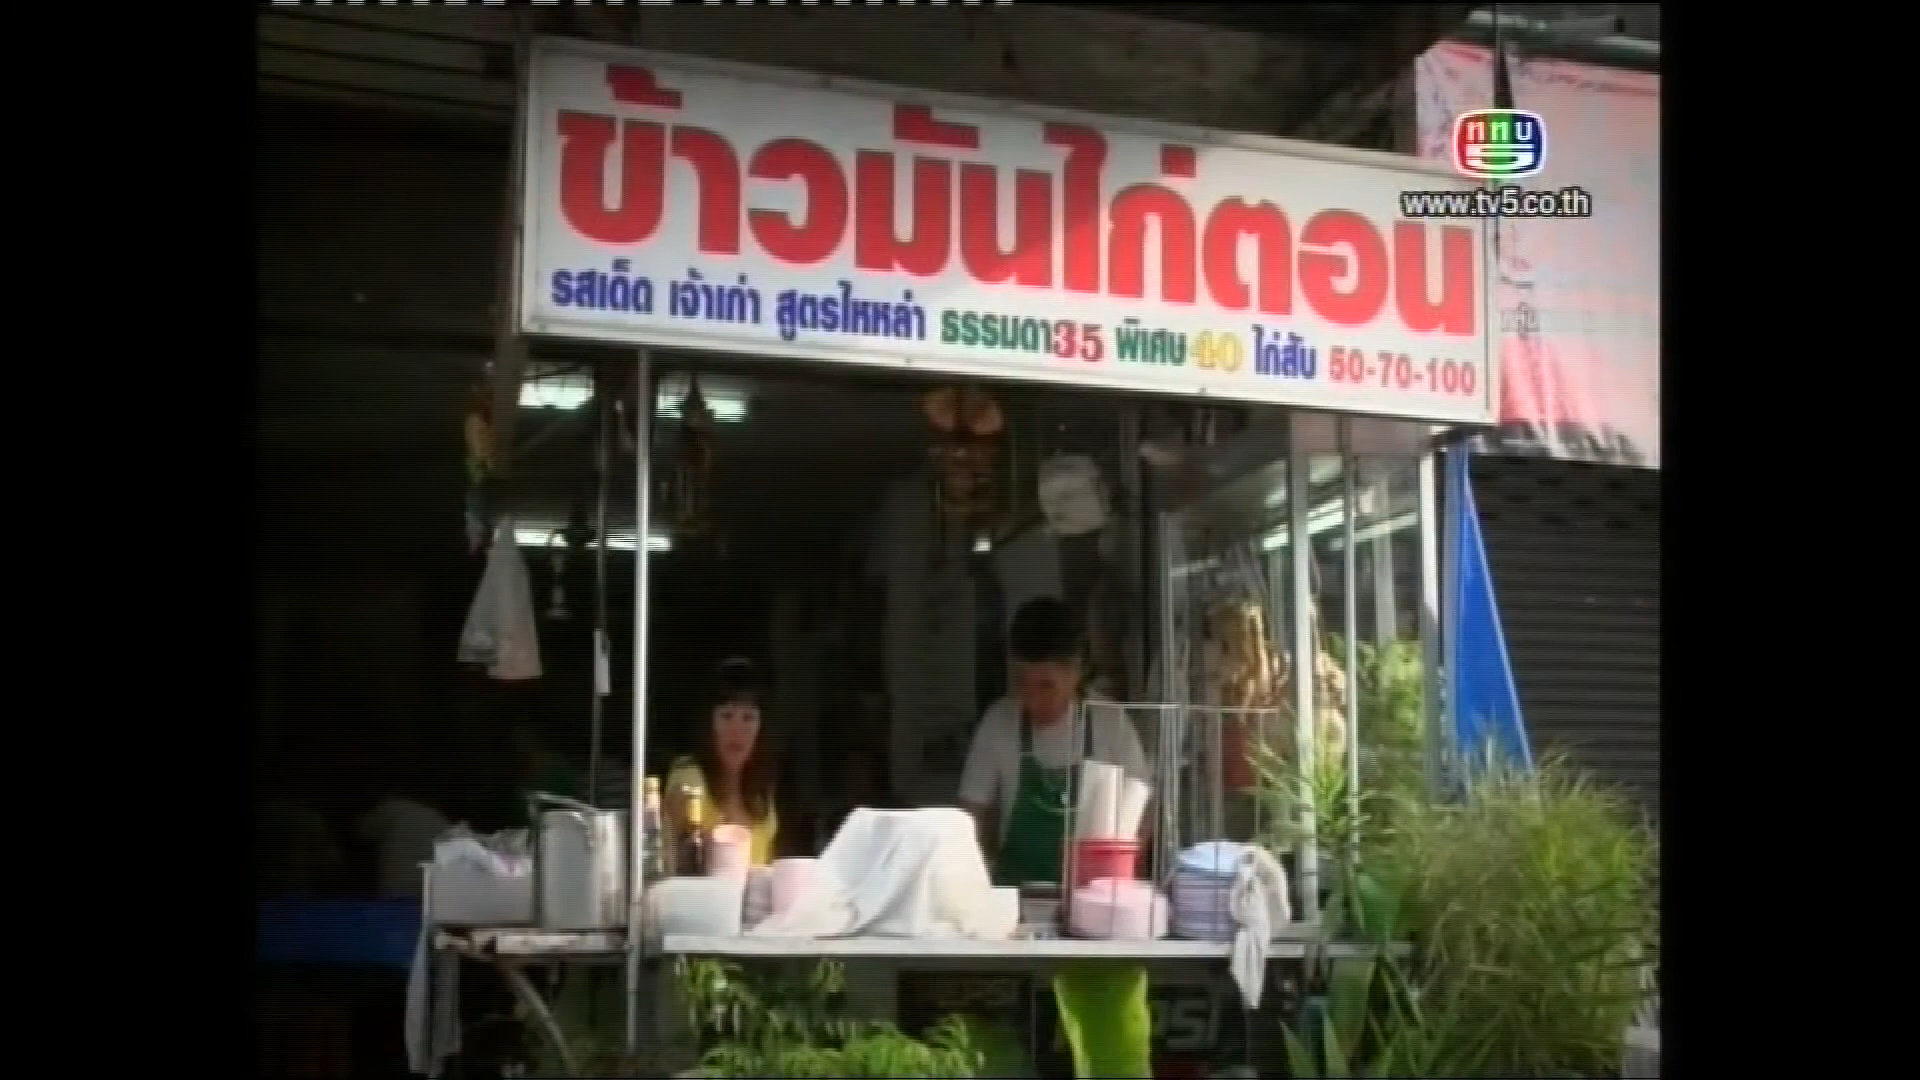 ข้าวมันไก่ตอน
รสเด็ด เจ้าเก่า สูตรไหหลำ ธรรมดา35 พิเศษ40 ไก่สับ 50-70-100
ททบ
5
www.tv5.co.th